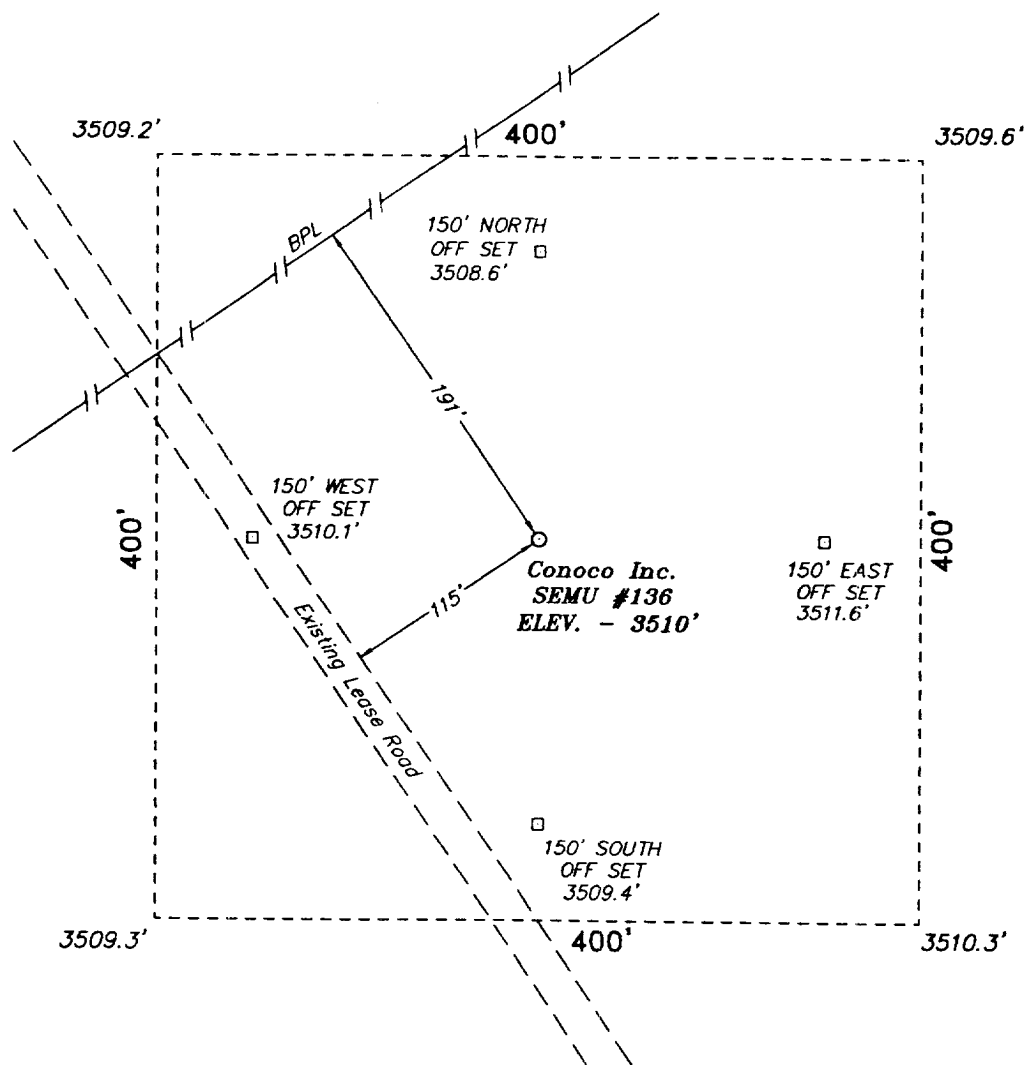 3509.2'
400'
3509.6'
BPL
150' NORTH
OFF SET
3508.6'
191'
150' WEST
OFF SET
3510.1'
400'
400'
Conoco Inc.
SEMU #136
ELEV. - 3510'
150' EAST
OFF SET
3511.6'
115'
Existing Lease Road
150' SOUTH
OFF SET
3509.4'
3509.3'
400'
3510.3'